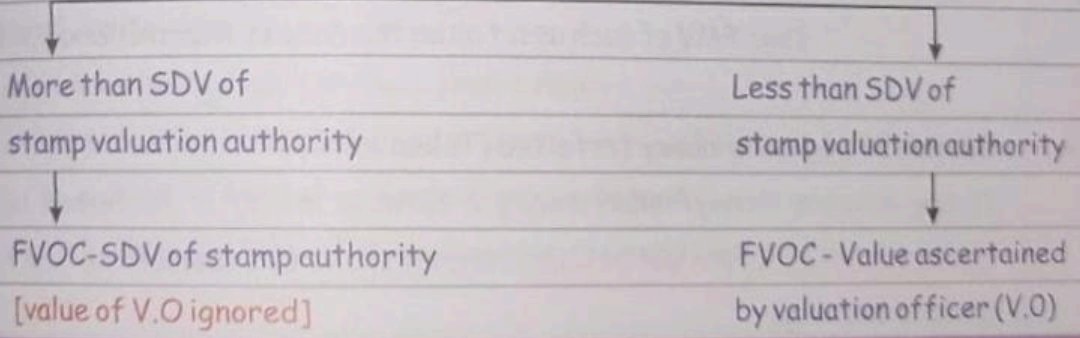 More than SDV of
stamp valuation authority
FVOC-SDV of stamp authority
[value of V.O ignored]
Less than SDV of
stamp valuation authority
FVOC - Value ascertained
by valuation officer (V.O)